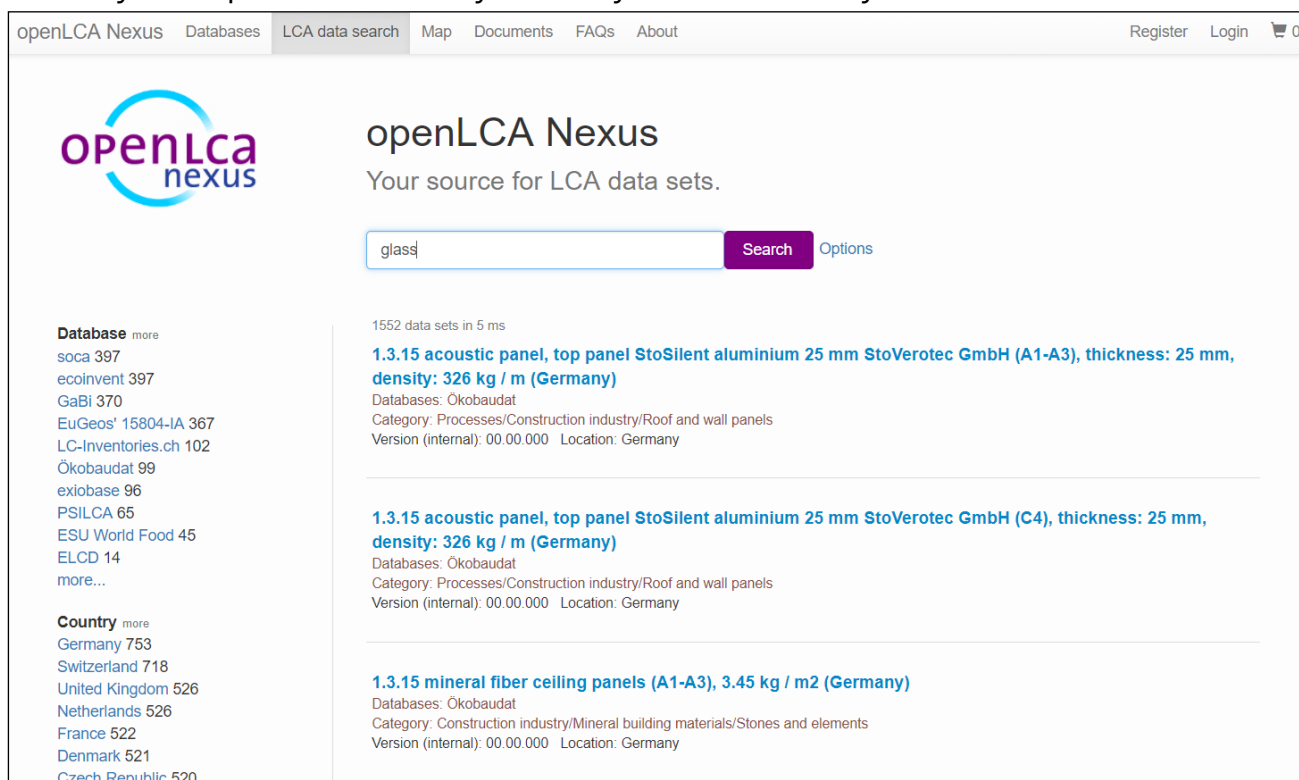 openLCA Nexus Databases LCA data search Map Documents FAQs About Register Login 0
openLCA
nexus
openLCA Nexus
Your source for LCA data sets.
glass Search Options
Database more
soca 397
ecoinvent 397
GaBi 370
EuGeos' 15804-IA 367
LC-Inventories.ch 102
Ökobaudat 99
exiobase 96
PSILCA 65
ESU World Food 45
ELCD 14
more...
Country more
Germany 753
Switzerland 718
United Kingdom 526
Netherlands 526
France 522
Denmark 521
Czech Republic 520
1552 data sets in 5 ms
1.3.15 acoustic panel, top panel StoSilent aluminium 25 mm StoVerotec GmbH (A1-A3), thickness: 25 mm,
density: 326 kg / m (Germany)
Databases: Ökobaudat
Category: Processes/Construction industry/Roof and wall panels
Version (internal): 00.00.000 Location: Germany
1.3.15 acoustic panel, top panel StoSilent aluminium 25 mm StoVerotec GmbH (C4), thickness: 25 mm,
density: 326 kg / m (Germany)
Databases: Ökobaudat
Category: Processes/Construction industry/Roof and wall panels
Version (internal): 00.00.000 Location: Germany
1.3.15 mineral fiber ceiling panels (A1-A3), 3.45 kg / m2 (Germany)
Databases: Ökobaudat
Category: Construction industry/Mineral building materials/Stones and elements
Version (internal): 00.00.000 Location: Germany